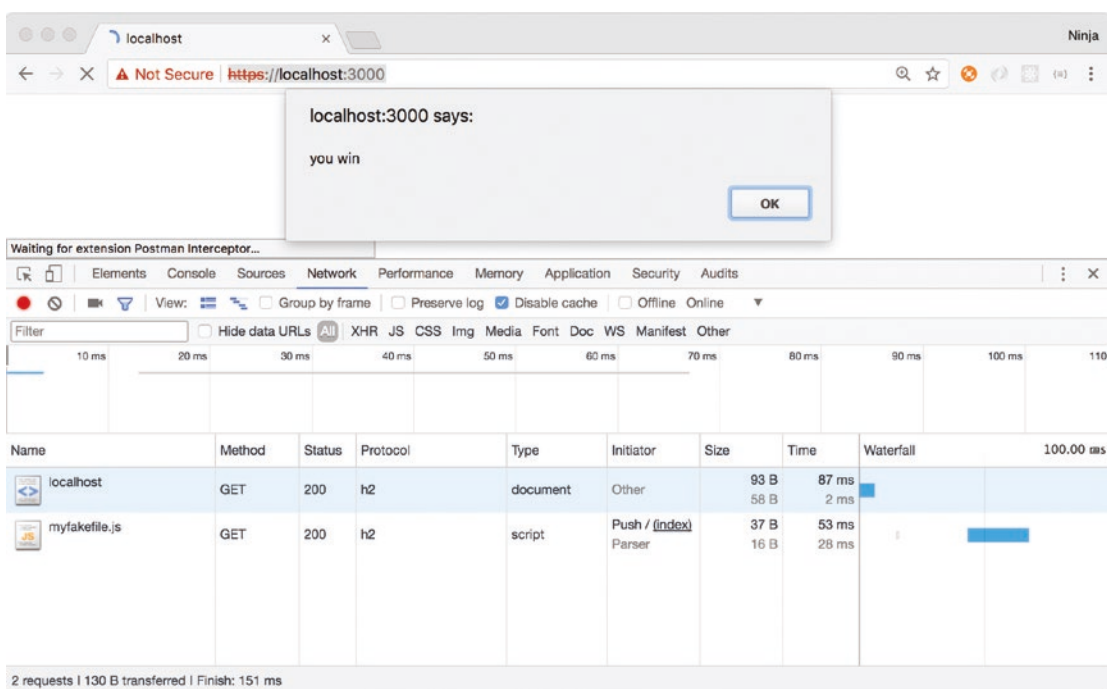 localhost
Ninja
Not Secure https://localhost:3000
localhost:3000 says:
you win
OK
Waiting for extension Postman Interceptor...
Elements Console Sources Network Performance Memory Application Security Audits
View: Group by frame Preserve log Disable cache Offline Online
Filter Hide data URLs All XHR JS CSS Img Media Font Doc WS Manifest Other
10 ms 20 ms 30 ms 40 ms 50 ms 60 ms 70 ms 80 ms 90 ms 100 ms 110
Name Method Status Protocol Type Initiator Size Time Waterfall 100.00 ms
localhost GET 200 h2 document Other 93 B 87 ms
58 B 2 ms
myfakefile.js GET 200 h2 script Push / (index) 37 B 53 ms
JS Parser 16 B 28 ms
2 requests | 130 B transferred | Finish: 151 ms